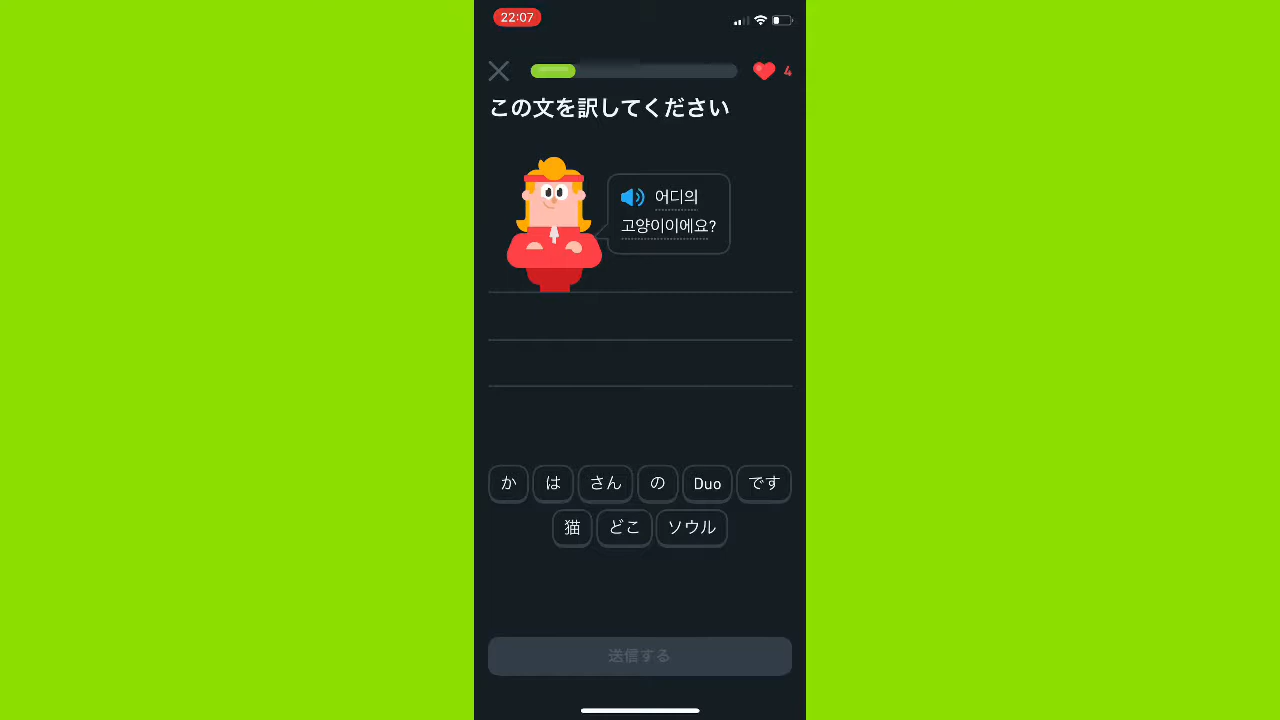 22:07
4
この文を訳してください
어디의
고양이이에요?
か は さん の Duo です
猫 どこ ソウル
送信する